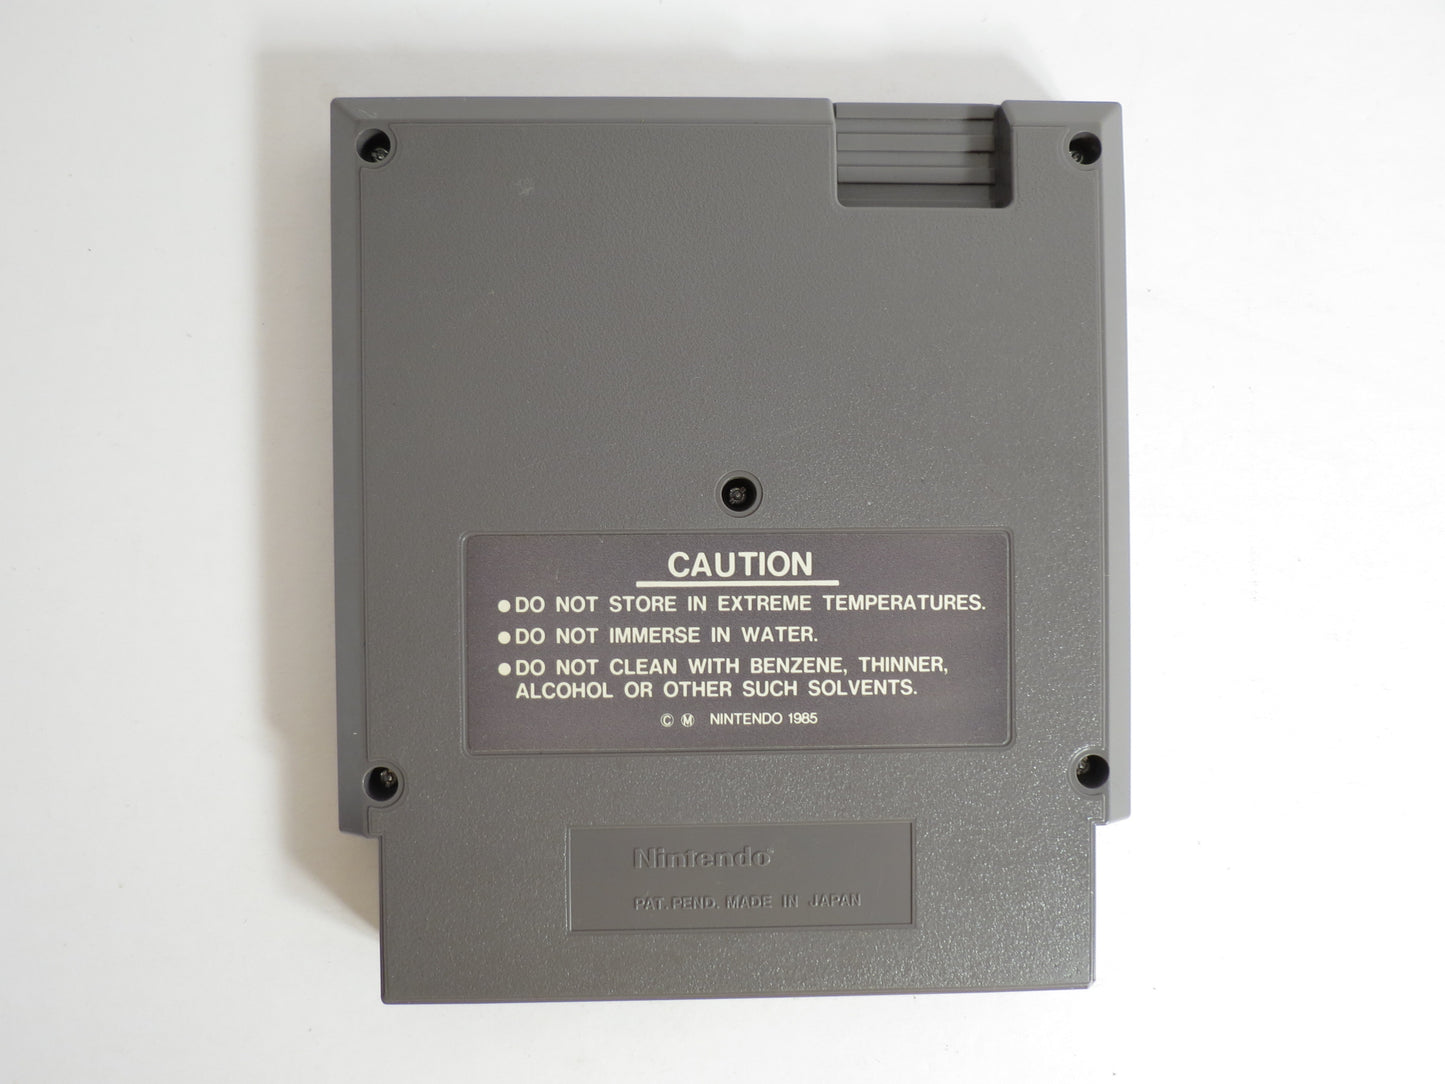 CAUTION
●DO NOT STORE IN EXTREME TEMPERATURES.
●DO NOT IMMERSE IN WATER.
●DO NOT CLEAN WITH BENZENE, THINNER,
ALCOHOL OR OTHER SUCH SOLVENTS.
Ⓒ Ⓜ NINTENDO 1985
Nintendo®
PAT. PEND. MADE IN JAPAN